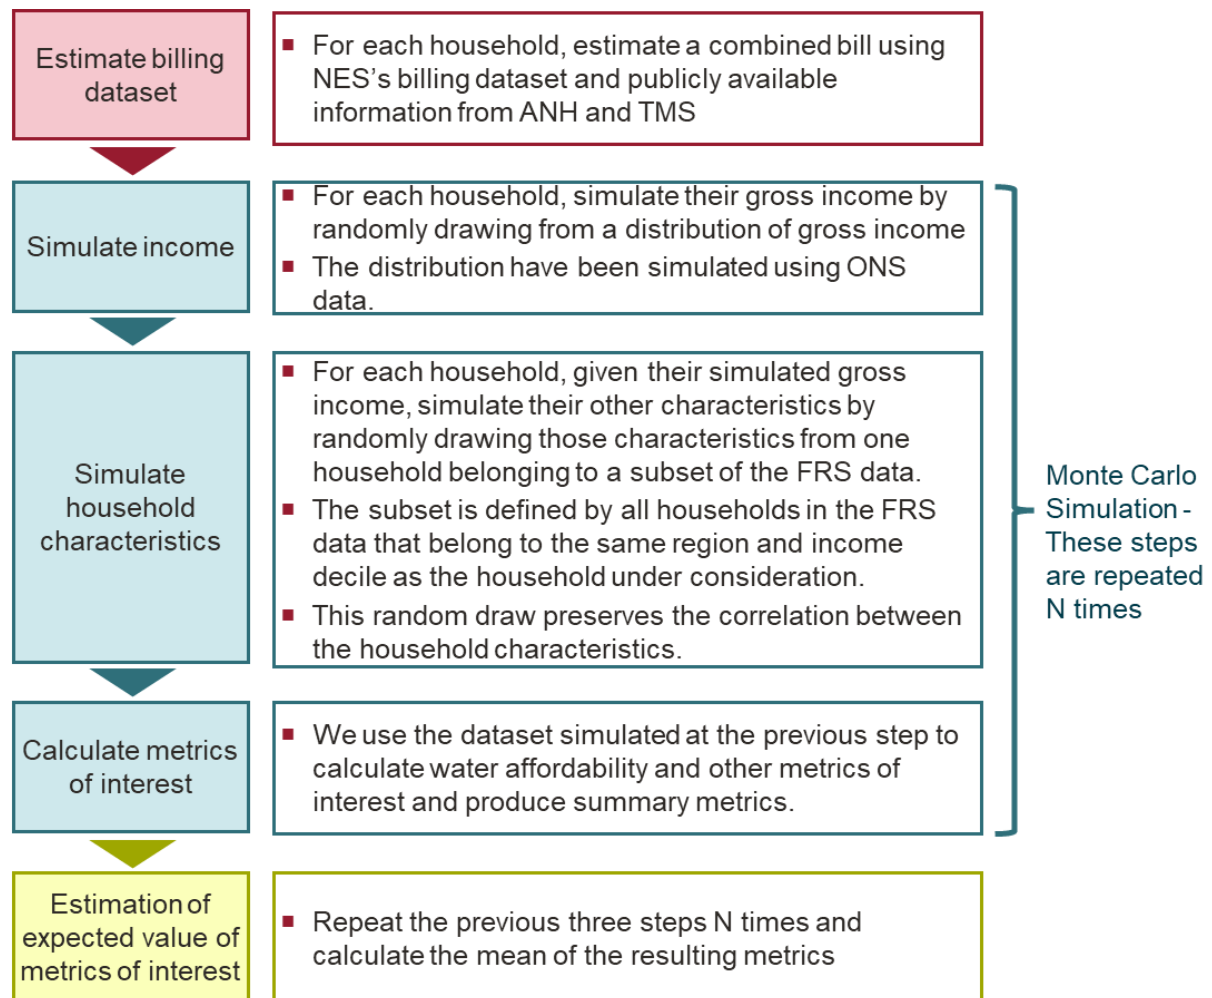 Estimate billing
dataset
▪ For each household, estimate a combined bill using
NES's billing dataset and publicly available
information from ANH and TMS
Simulate income
▪ For each household, simulate their gross income by
randomly drawing from a distribution of gross income
▪ The distribution have been simulated using ONS
data.
Simulate
household
characteristics
▪ For each household, given their simulated gross
income, simulate their other characteristics by
randomly drawing those characteristics from one
household belonging to a subset of the FRS data.
▪ The subset is defined by all households in the FRS
data that belong to the same region and income
decile as the household under consideration.
▪ This random draw preserves the correlation between
the household characteristics.
Calculate metrics
of interest
▪ We use the dataset simulated at the previous step to
calculate water affordability and other metrics of
interest and produce summary metrics.
Monte Carlo
Simulation -
These steps
are repeated
N times
Estimation of
expected value of
metrics of interest
▪ Repeat the previous three steps N times and
calculate the mean of the resulting metrics